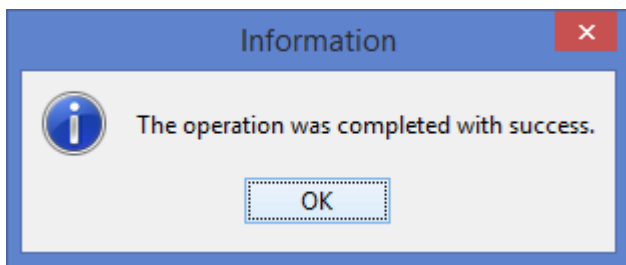 Information
The operation was completed with success.
OK